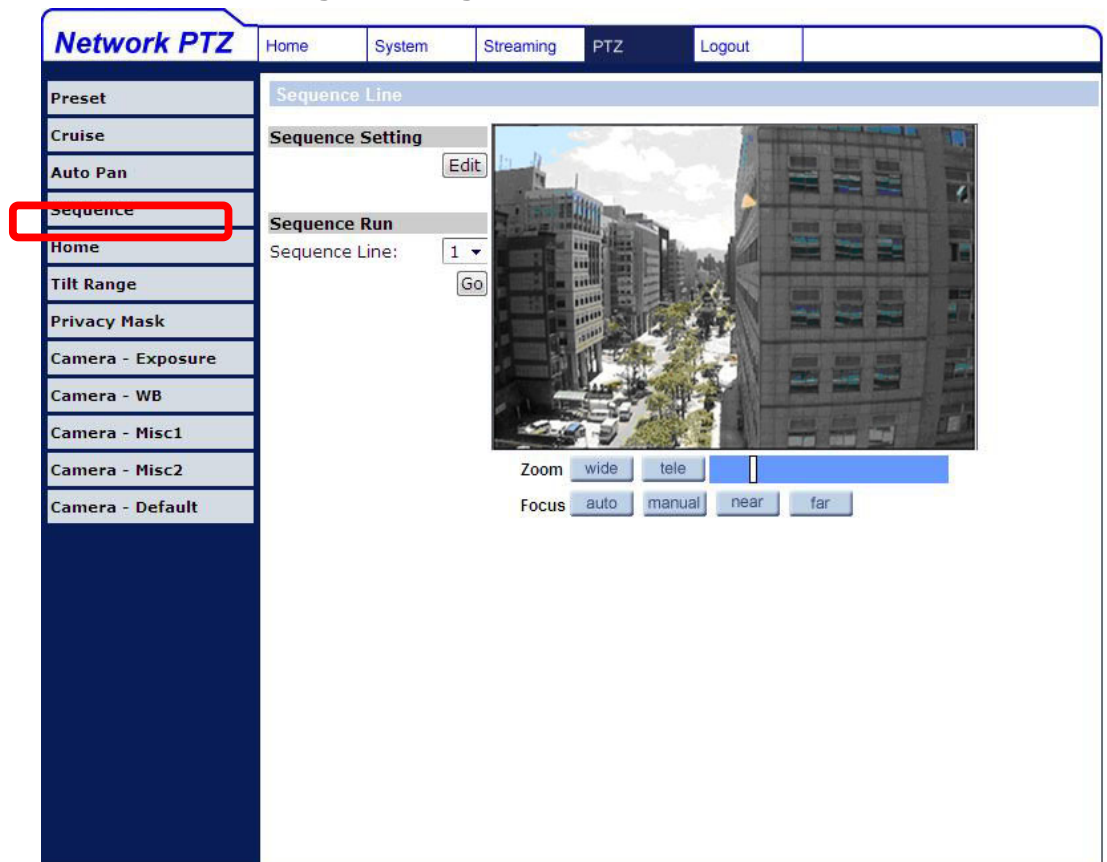 Network PTZ
Home System Streaming PTZ Logout
Preset
Cruise
Auto Pan
Sequence
Home
Tilt Range
Privacy Mask
Camera - Exposure
Camera - WB
Camera - Misc1
Camera - Misc2
Camera - Default
Sequence Line
Sequence Setting
Edit
Sequence Run
Sequence Line: 1
Go
Zoom wide tele
Focus auto manual near far